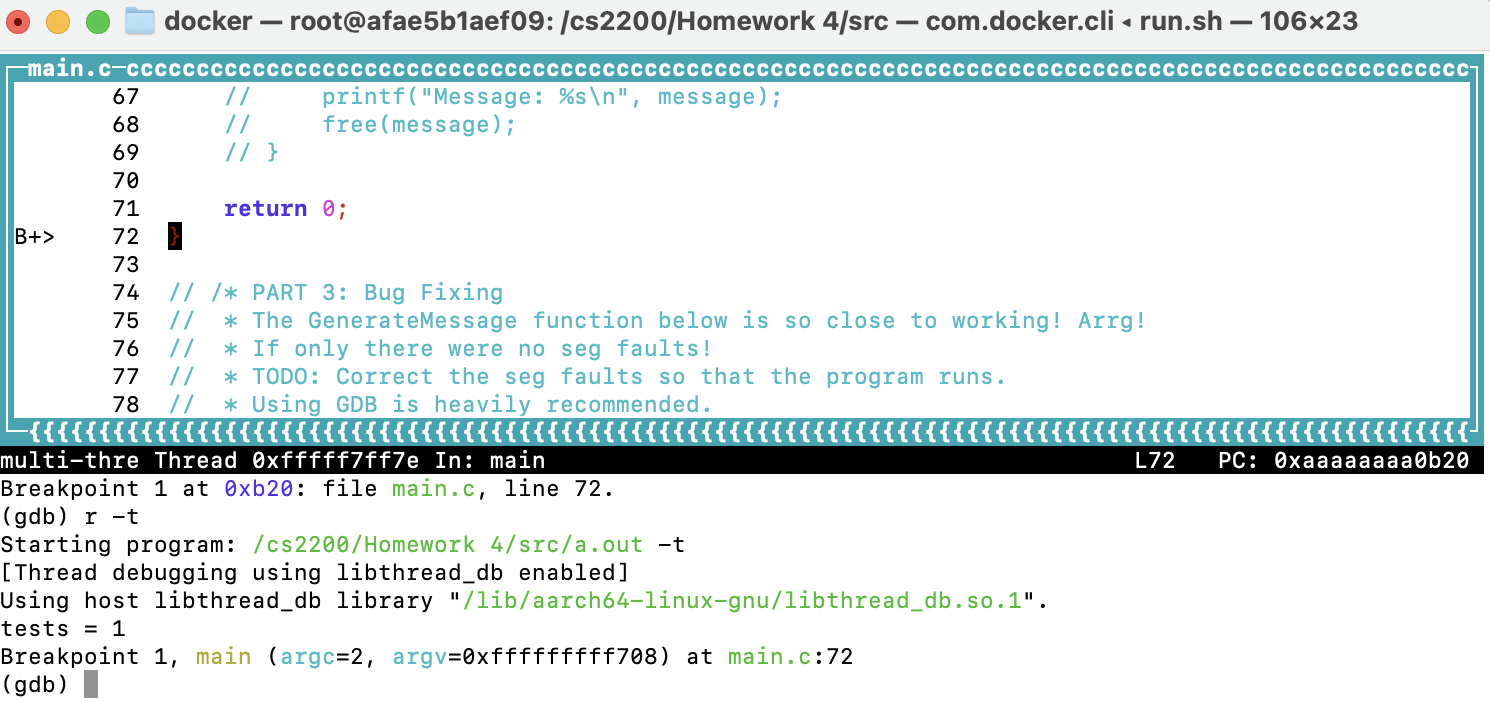 docker — root@afae5b1aef09: /cs2200/Homework 4/src — com.docker.cli ◂ run.sh — 106×23
main.c─ccccccccccccccccccccccccccccccccccccccccccccccccccccccccccccccccccccccccccccccccccccccccccccccccc
67 //     printf("Message: %s\n", message);
68 //     free(message);
69 // }
70
71 return 0;
B+> 72 }
73
74 // /* PART 3: Bug Fixing
75 //  * The GenerateMessage function below is so close to working! Arrg!
76 //  * If only there were no seg faults!
77 //  * TODO: Correct the seg faults so that the program runs.
78 //  * Using GDB is heavily recommended.
{{{{{{{{{{{{{{{{{{{{{{{{{{{{{{{{{{{{{{{{{{{{{{{{{{{{{{{{{{{{{{{{{{{{{{{{{{{{{{{{{{{{{{{{{{{{{{{{{{{{{{{
multi-thre Thread 0xfffff7ff7e In: main L72 PC: 0xaaaaaaaa0b20
Breakpoint 1 at 0xb20: file main.c, line 72.
(gdb) r -t
Starting program: /cs2200/Homework 4/src/a.out -t
[Thread debugging using libthread_db enabled]
Using host libthread_db library "/lib/aarch64-linux-gnu/libthread_db.so.1".
tests = 1
Breakpoint 1, main (argc=2, argv=0xfffffffff708) at main.c:72
(gdb)